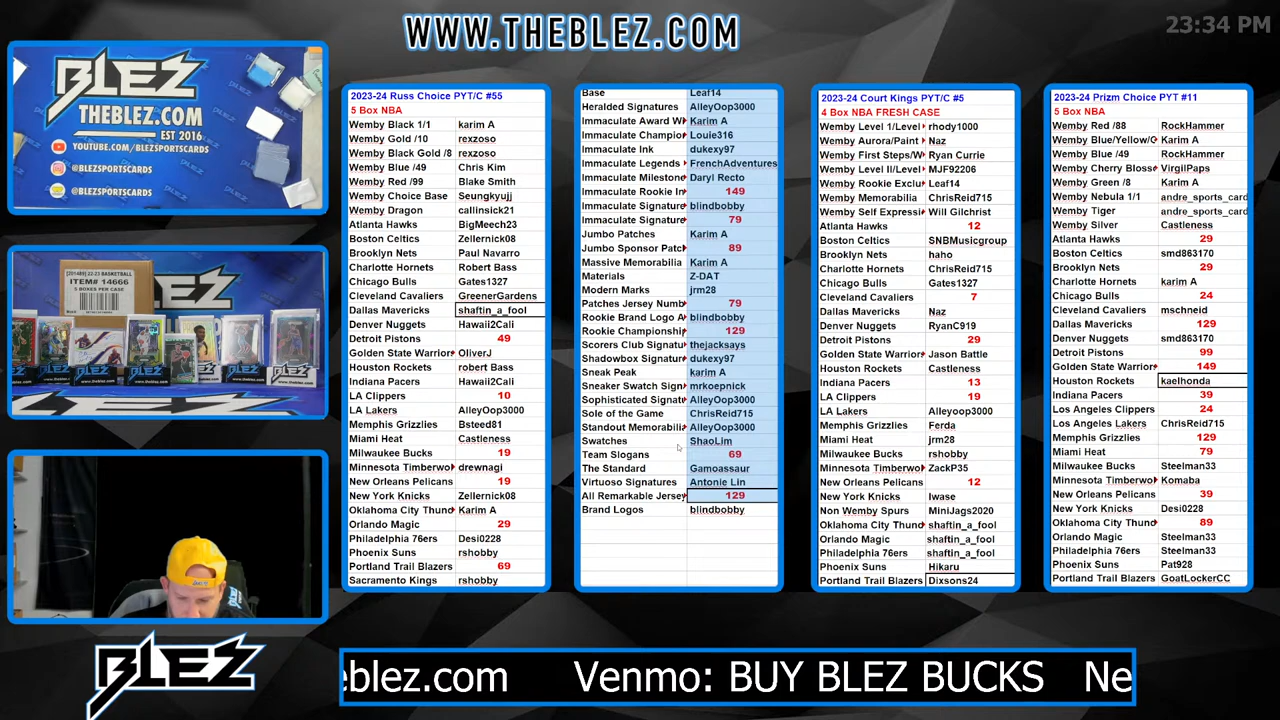 WWW.THEBLEZ.COM
23:34 PM
BLEZ
THEBLEZ.COM
EST 2016
YOUTUBE.COM/BLEZSPORTSCARDS
@BLEZSPORTSCARDS
@BLEZSPORTSCARDS
[201489] 22-23 BASKETBALL
ITEM# 14666
5 BOXES PER CASE
BLEZ
2023-24 Russ Choice PYT/C #55
5 Box NBA
Wemby Black 1/1 karim A
Wemby Gold /10 rexzoso
Wemby Black Gold /8 rexzoso
Wemby Blue /49 Chris Kim
Wemby Red /99 Blake Smith
Wemby Choice Base Seungkyujj
Wemby Dragon callinsick21
Atlanta Hawks BigMeech23
Boston Celtics Zellernick08
Brooklyn Nets Paul Navarro
Charlotte Hornets Robert Bass
Chicago Bulls Gates1327
Cleveland Cavaliers GreenerGardens
Dallas Mavericks shaftin_a_fool
Denver Nuggets Hawaii2Cali
Detroit Pistons 49
Golden State Warrior OliverJ
Houston Rockets robert Bass
Indiana Pacers Hawaii2Cali
LA Clippers 10
LA Lakers AlleyOop3000
Memphis Grizzlies Bsteed81
Miami Heat Castleness
Milwaukee Bucks 19
Minnesota Timberwo drewnagi
New Orleans Pelicans 19
New York Knicks Zellernick08
Oklahoma City Thun Karim A
Orlando Magic 29
Philadelphia 76ers Desi0228
Phoenix Suns rshobby
Portland Trail Blazers 69
Sacramento Kings rshobby
Base Leaf14
Heralded Signatures AlleyOop3000
Immaculate Award W Karim A
Immaculate Champio Louie316
Immaculate Ink dukexy97
Immaculate Legends FrenchAdventures
Immaculate Mileston Daryl Recto
Immaculate Rookie In 149
Immaculate Signatur blindbobby
Immaculate Signatur 79
Jumbo Patches Karim A
Jumbo Sponsor Patc 89
Massive Memorabilia Karim A
Materials Z-DAT
Modern Marks jrm28
Patches Jersey Numb 79
Rookie Brand Logo A blindbobby
Rookie Championshi 129
Scorers Club Signatu thejacksays
Shadowbox Signatur dukexy97
Sneak Peak karim A
Sneaker Swatch Sign mrkoepnick
Sophisticated Signat AlleyOop3000
Sole of the Game ChrisReid715
Standout Memorabili AlleyOop3000
Swatches ShaoLim
Team Slogans 69
The Standard Gamoassaur
Virtuoso Signatures Antonie Lin
All Remarkable Jerse 129
Brand Logos blindbobby
2023-24 Court Kings PYT/C #5
4 Box NBA FRESH CASE
Wemby Level 1/Level rhody1000
Wemby Aurora/Paint Naz
Wemby First Steps/W Ryan Currie
Wemby Level II/Level MJF92206
Wemby Rookie Exclu Leaf14
Wemby Memorabilia ChrisReid715
Wemby Self Expressi Will Gilchrist
Atlanta Hawks 12
Boston Celtics SNBMusicgroup
Brooklyn Nets haho
Charlotte Hornets ChrisReid715
Chicago Bulls Gates1327
Cleveland Cavaliers 7
Dallas Mavericks Naz
Denver Nuggets RyanC919
Detroit Pistons 29
Golden State Warrior Jason Battle
Houston Rockets Castleness
Indiana Pacers 13
LA Clippers 19
LA Lakers Alleyoop3000
Memphis Grizzlies Ferda
Miami Heat jrm28
Milwaukee Bucks rshobby
Minnesota Timberwo ZackP35
New Orleans Pelicans 12
New York Knicks Iwase
Non Wemby Spurs MiniJags2020
Oklahoma City Thun shaftin_a_fool
Orlando Magic shaftin_a_fool
Philadelphia 76ers shaftin_a_fool
Phoenix Suns Hikaru
Portland Trail Blazers Dixsons24
2023-24 Prizm Choice PYT #11
5 Box NBA
Wemby Red /88 RockHammer
Wemby Blue/Yellow/G Karim A
Wemby Blue /49 RockHammer
Wemby Cherry Blosso VirgilPaps
Wemby Green /8 Karim A
Wemby Nebula 1/1 andre_sports_card
Wemby Tiger andre_sports_card
Wemby Silver Castleness
Atlanta Hawks 29
Boston Celtics smd863170
Brooklyn Nets 29
Charlotte Hornets karim A
Chicago Bulls 24
Cleveland Cavaliers mschneid
Dallas Mavericks 129
Denver Nuggets smd863170
Detroit Pistons 99
Golden State Warrior 149
Houston Rockets kaelhonda
Indiana Pacers 39
Los Angeles Clippers 24
Los Angeles Lakers ChrisReid715
Memphis Grizzlies 129
Miami Heat 79
Milwaukee Bucks Steelman33
Minnesota Timberwo Komaba
New Orleans Pelicans 39
New York Knicks Desi0228
Oklahoma City Thun 89
Orlando Magic Steelman33
Philadelphia 76ers Steelman33
Phoenix Suns Pat928
Portland Trail Blazers GoatLockerCC
eblez.com Venmo: BUY BLEZ BUCKS Ne